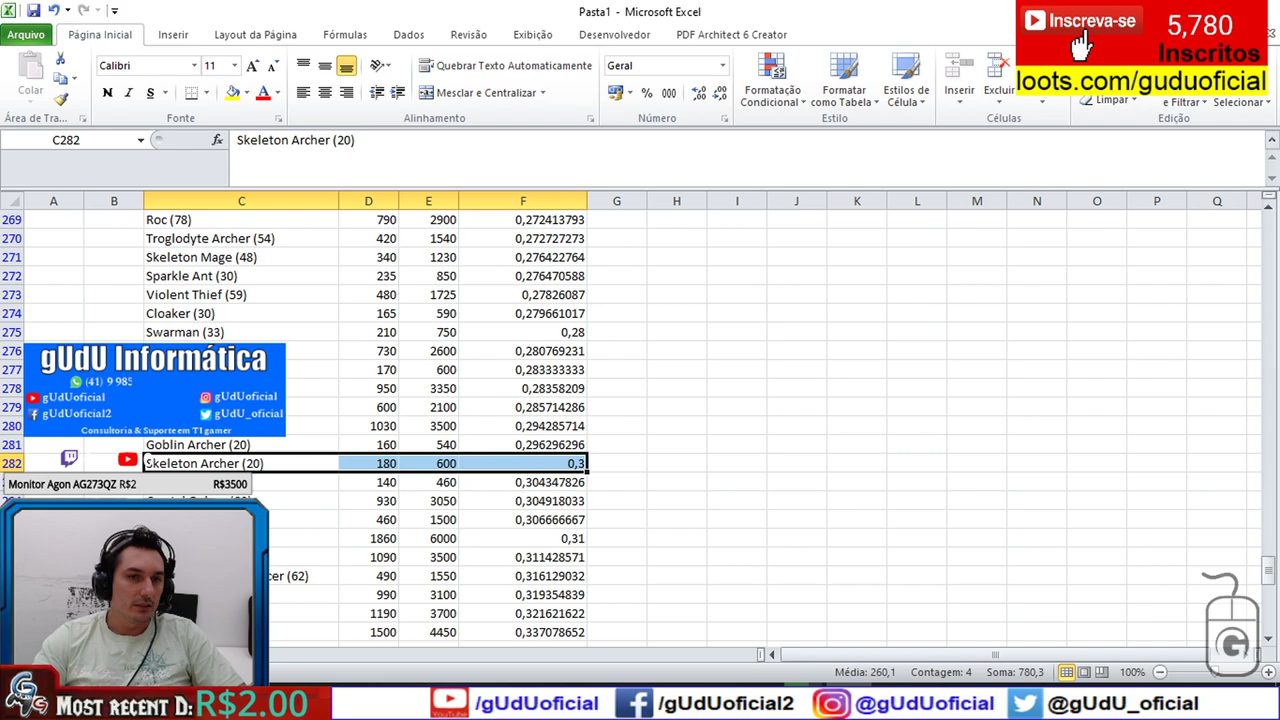 Pasta1 - Microsoft Excel
Arquivo Página Inicial Inserir Layout da Página Fórmulas Dados Revisão Exibição Desenvolvedor PDF Architect 6 Creator
Inscreva-se 5,780
Inscritos
loots.com/guduoficial
Colar Calibri 11 N I S Quebrar Texto Automaticamente Mesclar e Centralizar Geral % 000 Formatação Condicional Formatar como Tabela Estilos de Célula Inserir Excluir Limpar e Filtrar Selecionar
Área de Tra... Fonte Alinhamento Número Estilo Células Edição
C282 fx Skeleton Archer (20)
A B C D E F G H I J K L M N O P Q
269 Roc (78) 790 2900 0,272413793
270 Troglodyte Archer (54) 420 1540 0,272727273
271 Skeleton Mage (48) 340 1230 0,276422764
272 Sparkle Ant (30) 235 850 0,276470588
273 Violent Thief (59) 480 1725 0,27826087
274 Cloaker (30) 165 590 0,279661017
275 Swarman (33) 210 750 0,28
276 730 2600 0,280769231
277 170 600 0,283333333
278 950 3350 0,28358209
279 600 2100 0,285714286
280 1030 3500 0,294285714
281 Goblin Archer (20) 160 540 0,296296296
282 Skeleton Archer (20) 180 600 0,3
140 460 0,304347826
930 3050 0,304918033
460 1500 0,306666667
1860 6000 0,31
1090 3500 0,311428571
cer (62) 490 1550 0,316129032
990 3100 0,319354839
1190 3700 0,321621622
1500 4450 0,337078652
gUdU Informática
(41) 9 985
gUdUoficial gUdUoficial
gUdUoficial2 gUdU_oficial
Consultoria & Suporte em TI gamer
Monitor Agon AG273QZ R$2 R$3500
G
Média: 260,1 Contagem: 4 Soma: 780,3 100%
Most recent D: R$2.00 YouTube /gUdUoficial /gUdUoficial2 @gUdUoficial @gUdU_oficial